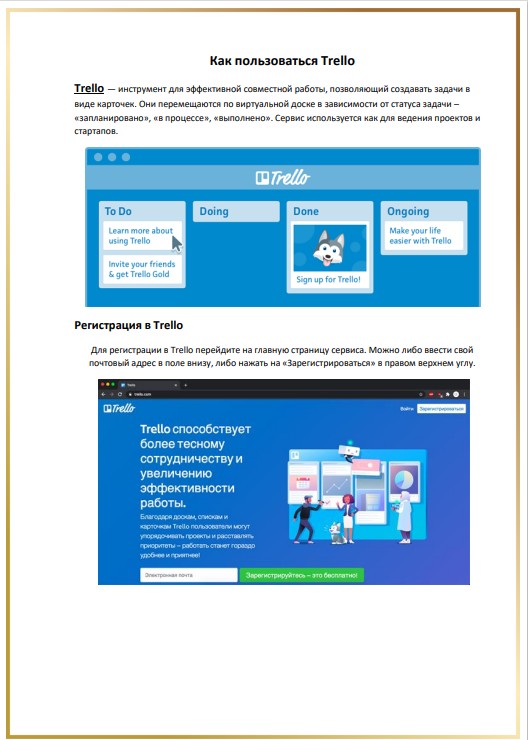 Как пользоваться Trello
Trello — инструмент для эффективной совместной работы, позволяющий создавать задачи в
виде карточек. Они перемещаются по виртуальной доске в зависимости от статуса задачи –
«запланировано», «в процессе», «выполнено». Сервис используется как для ведения проектов и
стартапов.
Trello
To Do
Learn more about
using Trello
Invite your friends
& get Trello Gold
Doing
Done
Sign up for Trello!
Ongoing
Make your life
easier with Trello
Регистрация в Trello
Для регистрации в Trello перейдите на главную страницу сервиса. Можно либо ввести свой
почтовый адрес в поле внизу, либо нажать на «Зарегистрироваться» в правом верхнем углу.
Trello
trello.com
Trello
Войти
Зарегистрироваться
Trello способствует
более тесному
сотрудничеству и
увеличению
эффективности
работы.
Благодаря доскам, спискам и
карточкам Trello пользователи могут
упорядочивать проекты и расставлять
приоритеты – работать станет гораздо
удобнее и приятнее!
Электронная почта
Зарегистрируйтесь – это бесплатно!